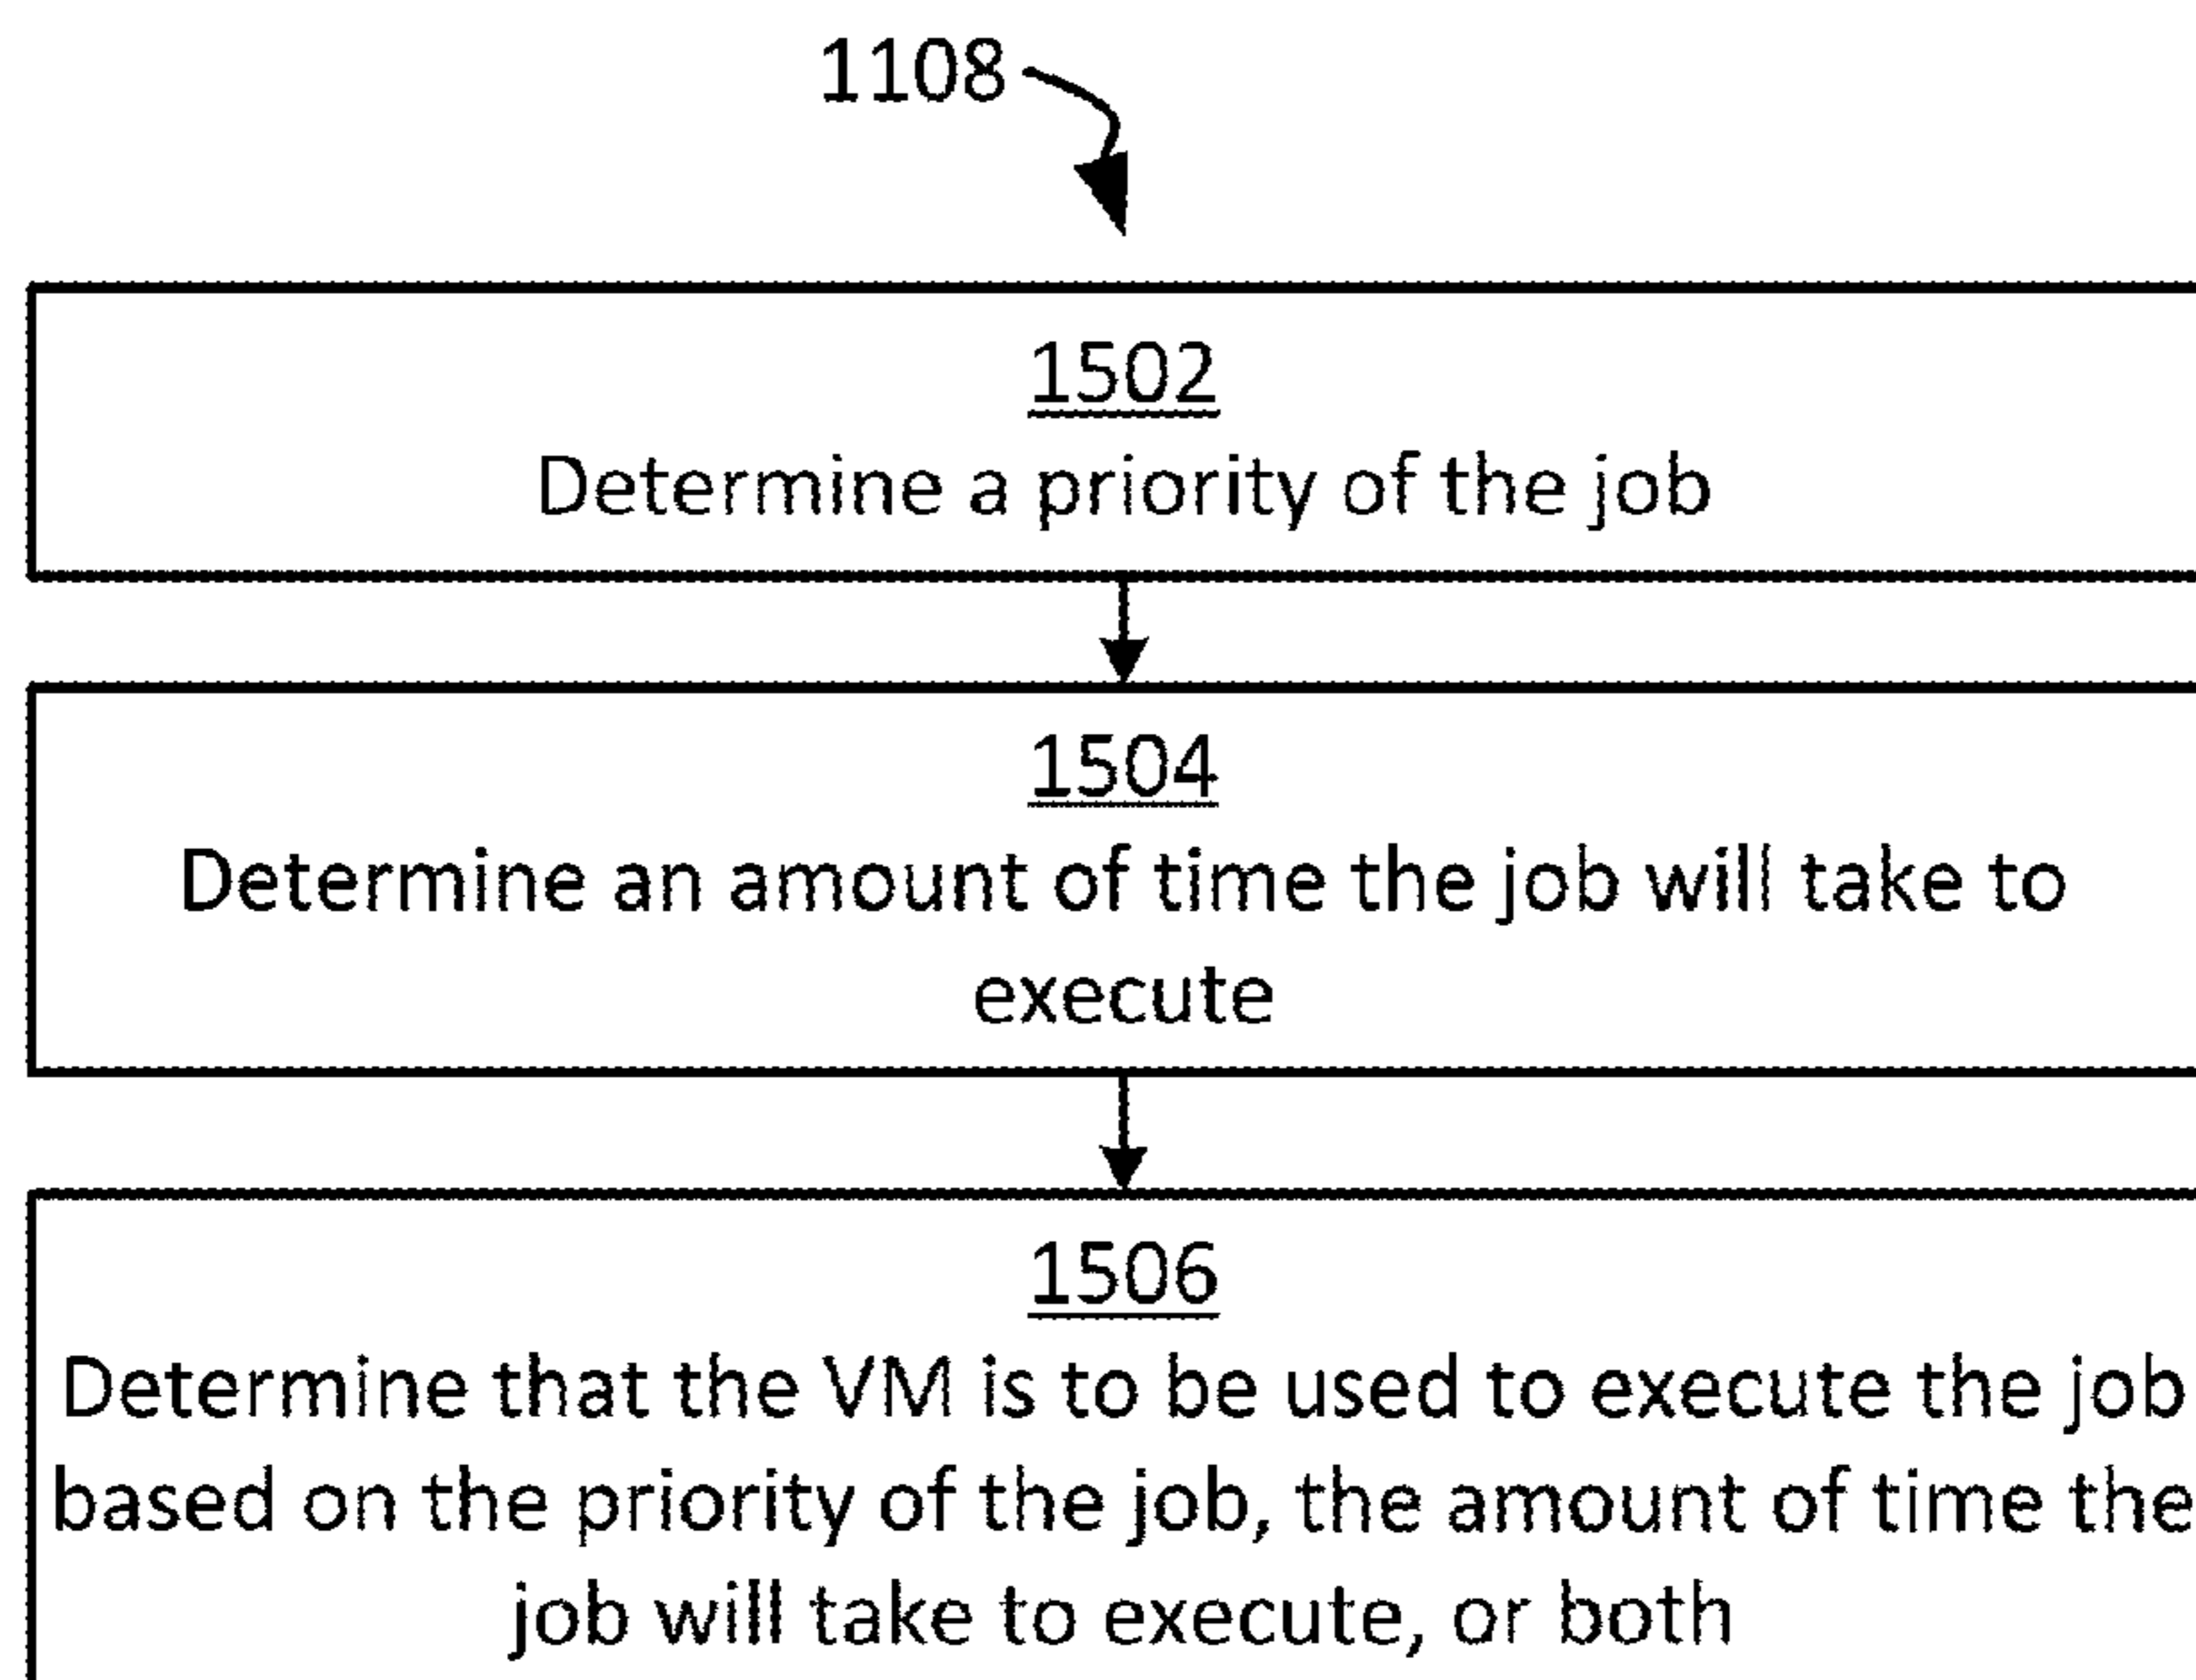 1108
1502
Determine a priority of the job
1504
Determine an amount of time the job will take to
execute
1506
Determine that the VM is to be used to execute the job
based on the priority of the job, the amount of time the
job will take to execute, or both